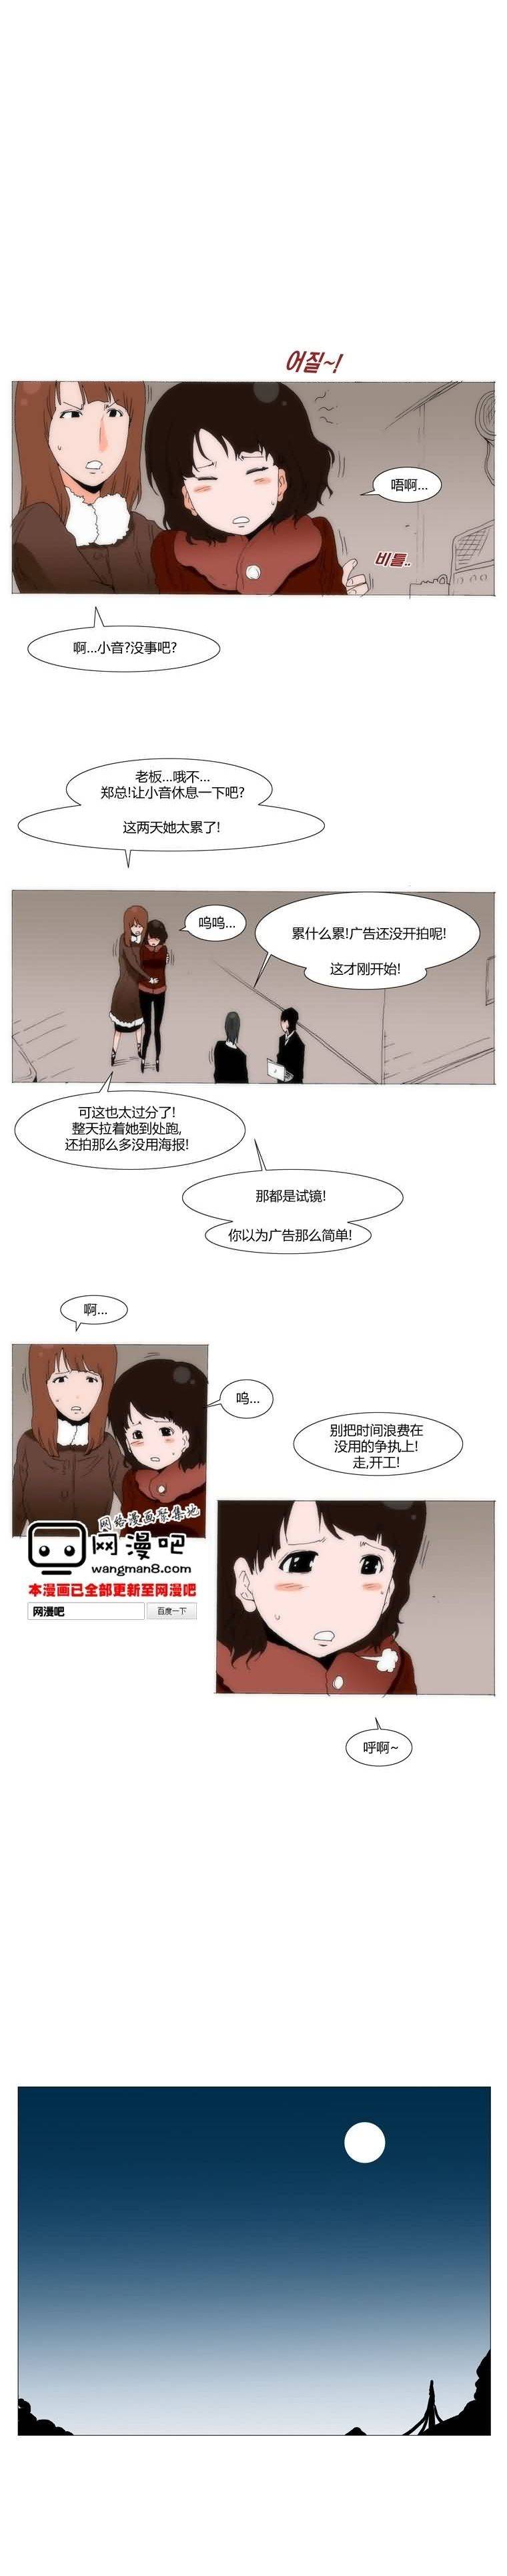 어질~!
唔啊...
비틀..
啊...小音?没事吧?
老板...哦不...
郑总!让小音休息一下吧?
这两天她太累了!
呜呜...
累什么累!广告还没开拍呢!
这才刚开始!
可这也太过分了!
整天拉着她到处跑,
还拍那么多没用海报!
那都是试镜!
你以为广告那么简单!
啊...
呜...
别把时间浪费在
没用的争执上!
走,开工!
网络漫画聚集地
网漫吧
wangman8.com
本漫画已全部更新至网漫吧
网漫吧
百度一下
呼啊~